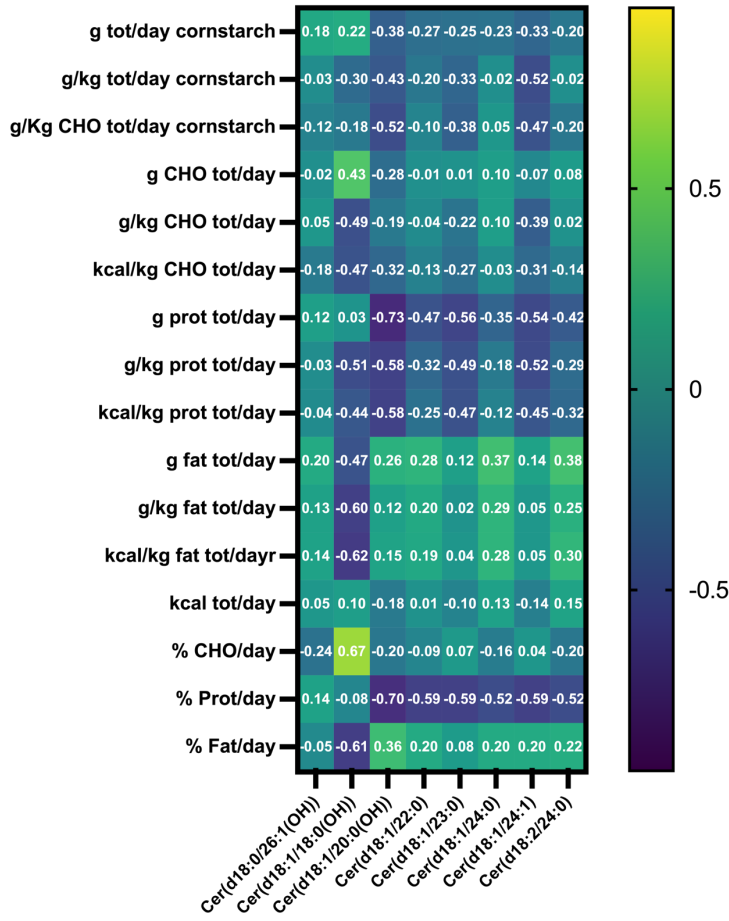 g tot/day cornstarch 0.18 0.22 -0.38 -0.27 -0.25 -0.23 -0.33 -0.20
g/kg tot/day cornstarch -0.03 -0.30 -0.43 -0.20 -0.33 -0.02 -0.52 -0.02
g/Kg CHO tot/day cornstarch -0.12 -0.18 -0.52 -0.10 -0.38 0.05 -0.47 -0.20
g CHO tot/day -0.02 0.43 -0.28 -0.01 0.01 0.10 -0.07 0.08
g/kg CHO tot/day 0.05 -0.49 -0.19 -0.04 -0.22 0.10 -0.39 0.02
kcal/kg CHO tot/day -0.18 -0.47 -0.32 -0.13 -0.27 -0.03 -0.31 -0.14
g prot tot/day 0.12 0.03 -0.73 -0.47 -0.56 -0.35 -0.54 -0.42
g/kg prot tot/day -0.03 -0.51 -0.58 -0.32 -0.49 -0.18 -0.52 -0.29
kcal/kg prot tot/day -0.04 -0.44 -0.58 -0.25 -0.47 -0.12 -0.45 -0.32
g fat tot/day 0.20 -0.47 0.26 0.28 0.12 0.37 0.14 0.38
g/kg fat tot/day 0.13 -0.60 0.12 0.20 0.02 0.29 0.05 0.25
kcal/kg fat tot/dayr 0.14 -0.62 0.15 0.19 0.04 0.28 0.05 0.30
kcal tot/day 0.05 0.10 -0.18 0.01 -0.10 0.13 -0.14 0.15
% CHO/day -0.24 0.67 -0.20 -0.09 0.07 -0.16 0.04 -0.20
% Prot/day 0.14 -0.08 -0.70 -0.59 -0.59 -0.52 -0.59 -0.52
% Fat/day -0.05 -0.61 0.36 0.20 0.08 0.20 0.20 0.22
Cer(d18:0/26:1(OH))
Cer(d18:1/18:0(OH))
Cer(d18:1/20:0(OH))
Cer(d18:1/22:0)
Cer(d18:1/23:0)
Cer(d18:1/24:0)
Cer(d18:1/24:1)
Cer(d18:2/24:0)
0.5
0
-0.5